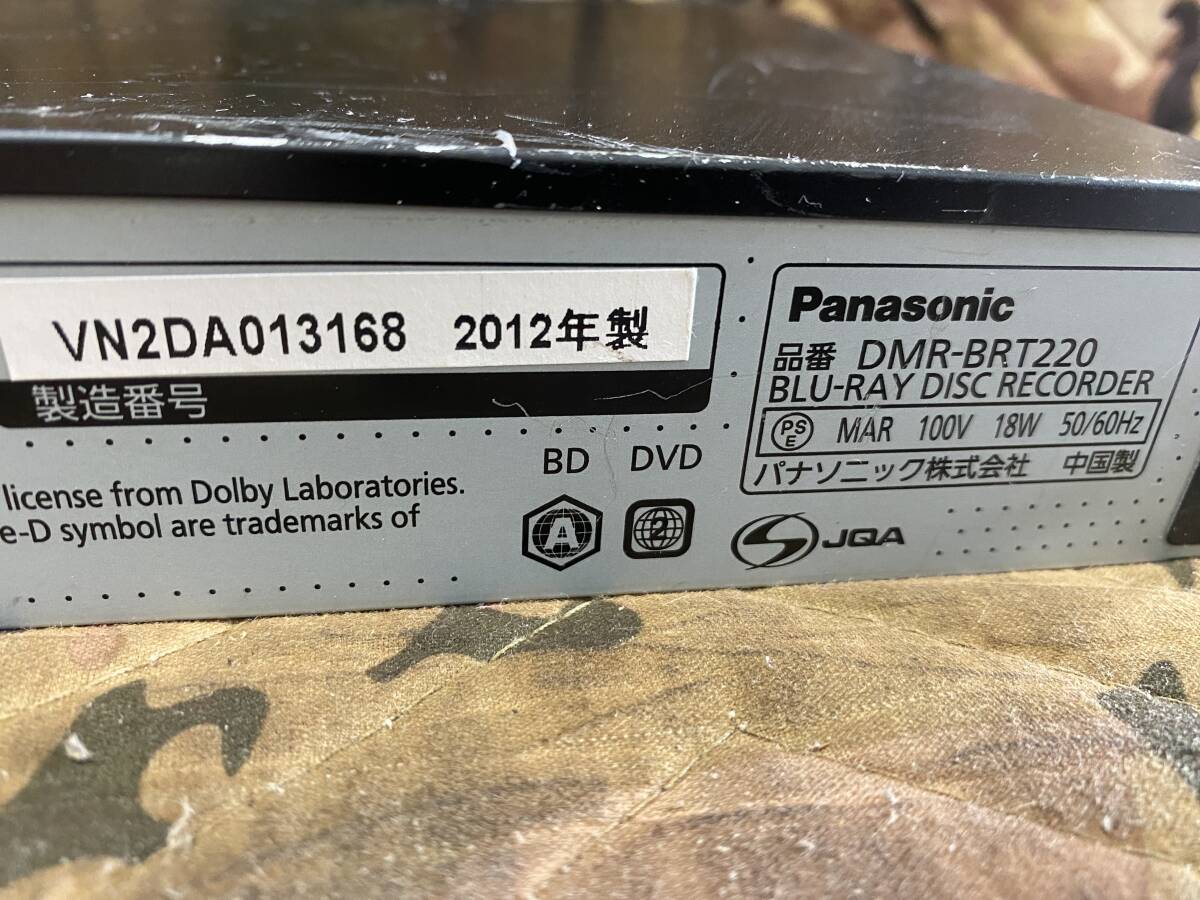 VN2DA013168 2012年製
製造番号
license from Dolby Laboratories.
e-D symbol are trademarks of
BD DVD
A 2
Panasonic
品番 DMR-BRT220
BLU-RAY DISC RECORDER
PSE MAR 100V 18W 50/60Hz
パナソニック株式会社 中国製
JQA